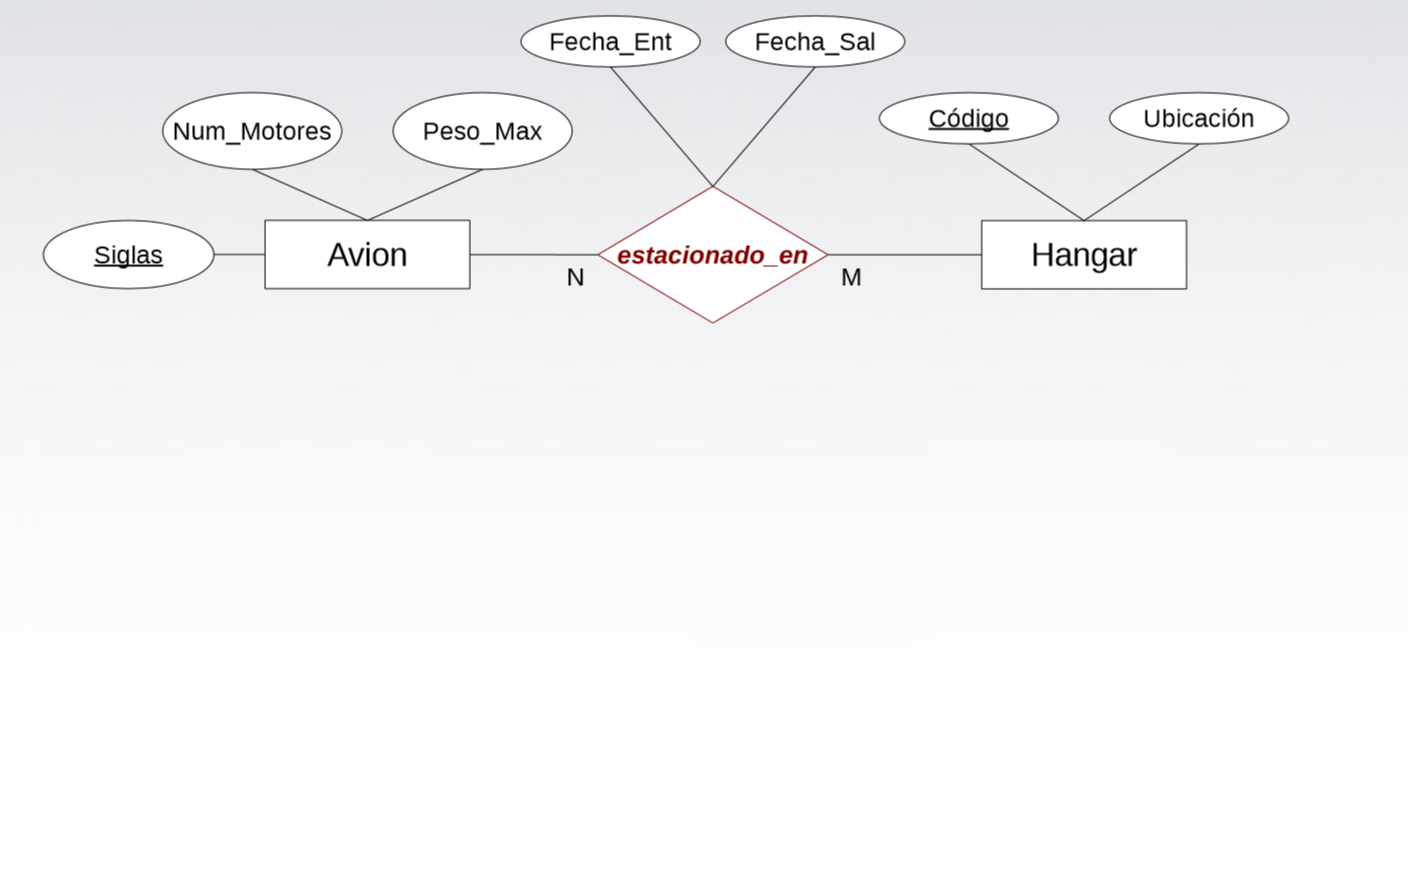 Fecha_Ent
Fecha_Sal
Num_Motores
Peso_Max
Código
Ubicación
Siglas
Avion
estacionado_en
Hangar
N
M